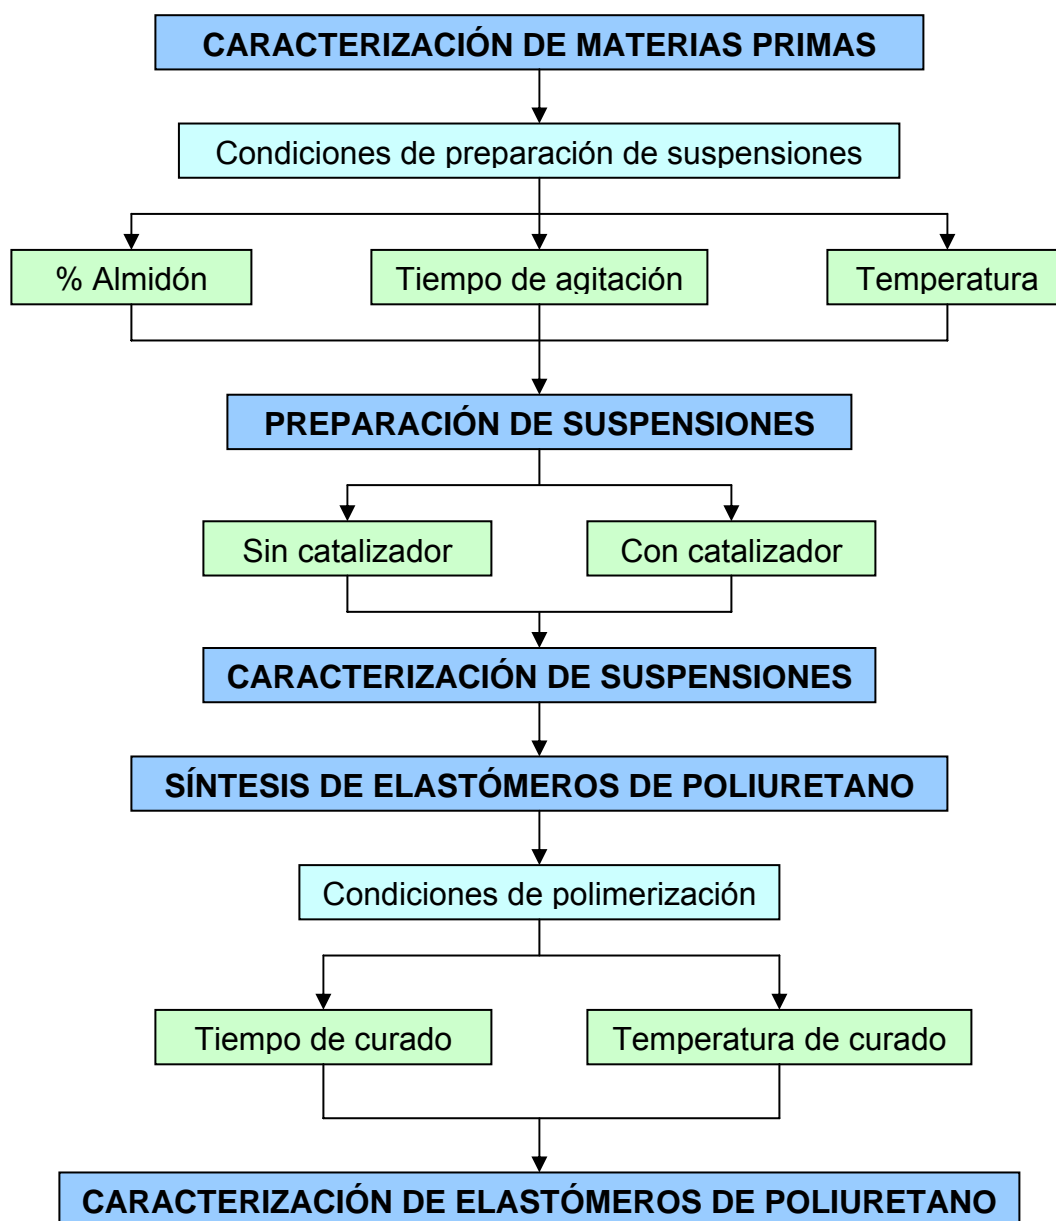 CARACTERIZACIÓN DE MATERIAS PRIMAS
Condiciones de preparación de suspensiones
% Almidón
Tiempo de agitación
Temperatura
PREPARACIÓN DE SUSPENSIONES
Sin catalizador
Con catalizador
CARACTERIZACIÓN DE SUSPENSIONES
SÍNTESIS DE ELASTÓMEROS DE POLIURETANO
Condiciones de polimerización
Tiempo de curado
Temperatura de curado
CARACTERIZACIÓN DE ELASTÓMEROS DE POLIURETANO